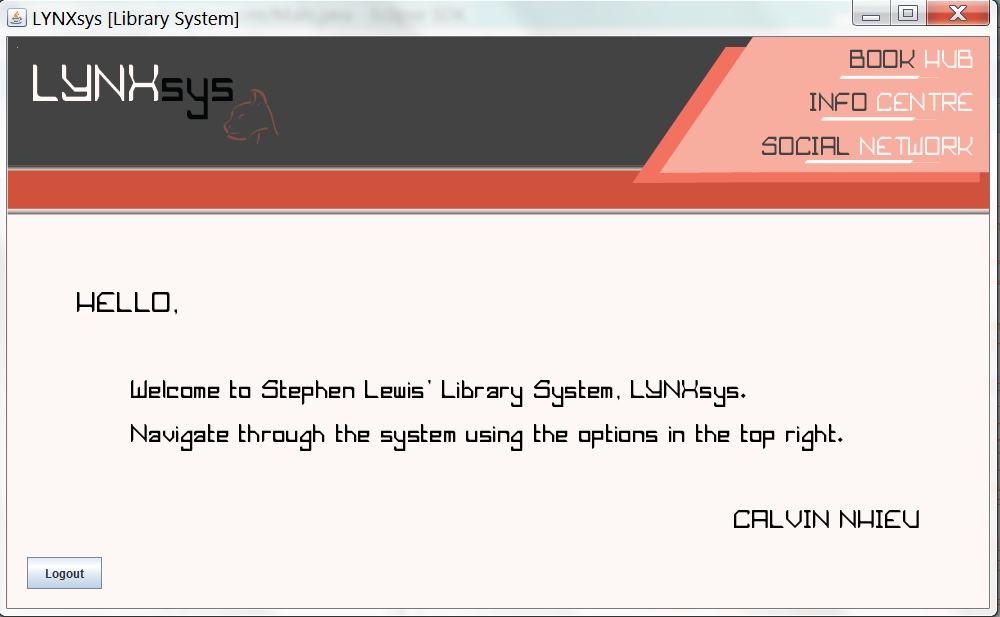 LYNXsys [Library System]
LYNXsys
BOOK HUB
INFO CENTRE
SOCIAL NETWORK
HELLO,
Welcome to Stephen Lewis' Library System, LYNXsys.
Navigate through the system using the options in the top right.
CALVIN NHIEU
Logout